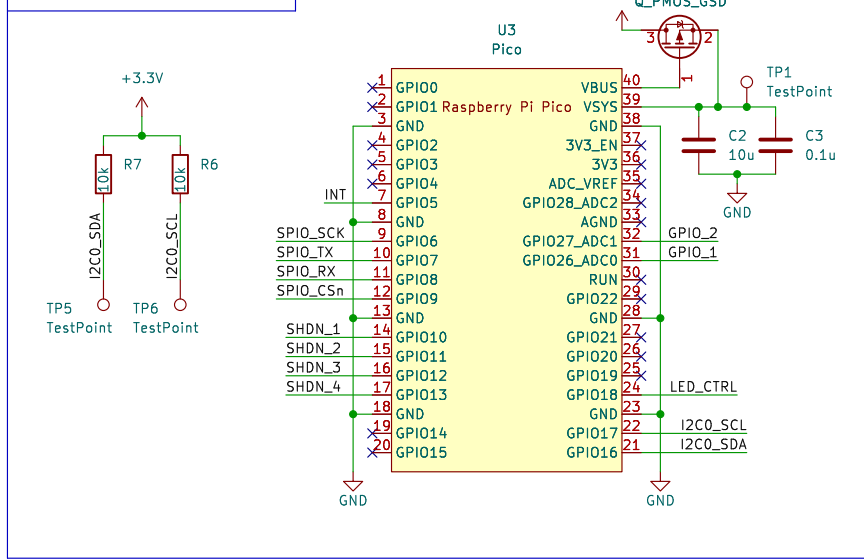 Q_PMOS_GSD
3
2
1
U3
Pico
TP1
TestPoint
+3.3V
R7
10k
R6
10k
I2C0_SDA
I2C0_SCL
TP5
TestPoint
TP6
TestPoint
Raspberry Pi Pico
1 GPIO0
2 GPIO1
3 GND
4 GPIO2
5 GPIO3
6 GPIO4
INT 7 GPIO5
8 GND
SPI0_SCK 9 GPIO6
SPI0_TX 10 GPIO7
SPI0_RX 11 GPIO8
SPI0_CSn 12 GPIO9
13 GND
SHDN_1 14 GPIO10
SHDN_2 15 GPIO11
SHDN_3 16 GPIO12
SHDN_4 17 GPIO13
18 GND
19 GPIO14
20 GPIO15
VBUS 40
VSYS 39
GND 38
3V3_EN 37
3V3 36
ADC_VREF 35
GPIO28_ADC2 34
AGND 33
GPIO27_ADC1 32 GPIO_2
GPIO26_ADC0 31 GPIO_1
RUN 30
GPIO22 29
GND 28
GPIO21 27
GPIO20 26
GPIO19 25
GPIO18 24 LED_CTRL
GND 23
GPIO17 22 I2C0_SCL
GPIO16 21 I2C0_SDA
C2
10u
C3
0.1u
GND
GND
GND